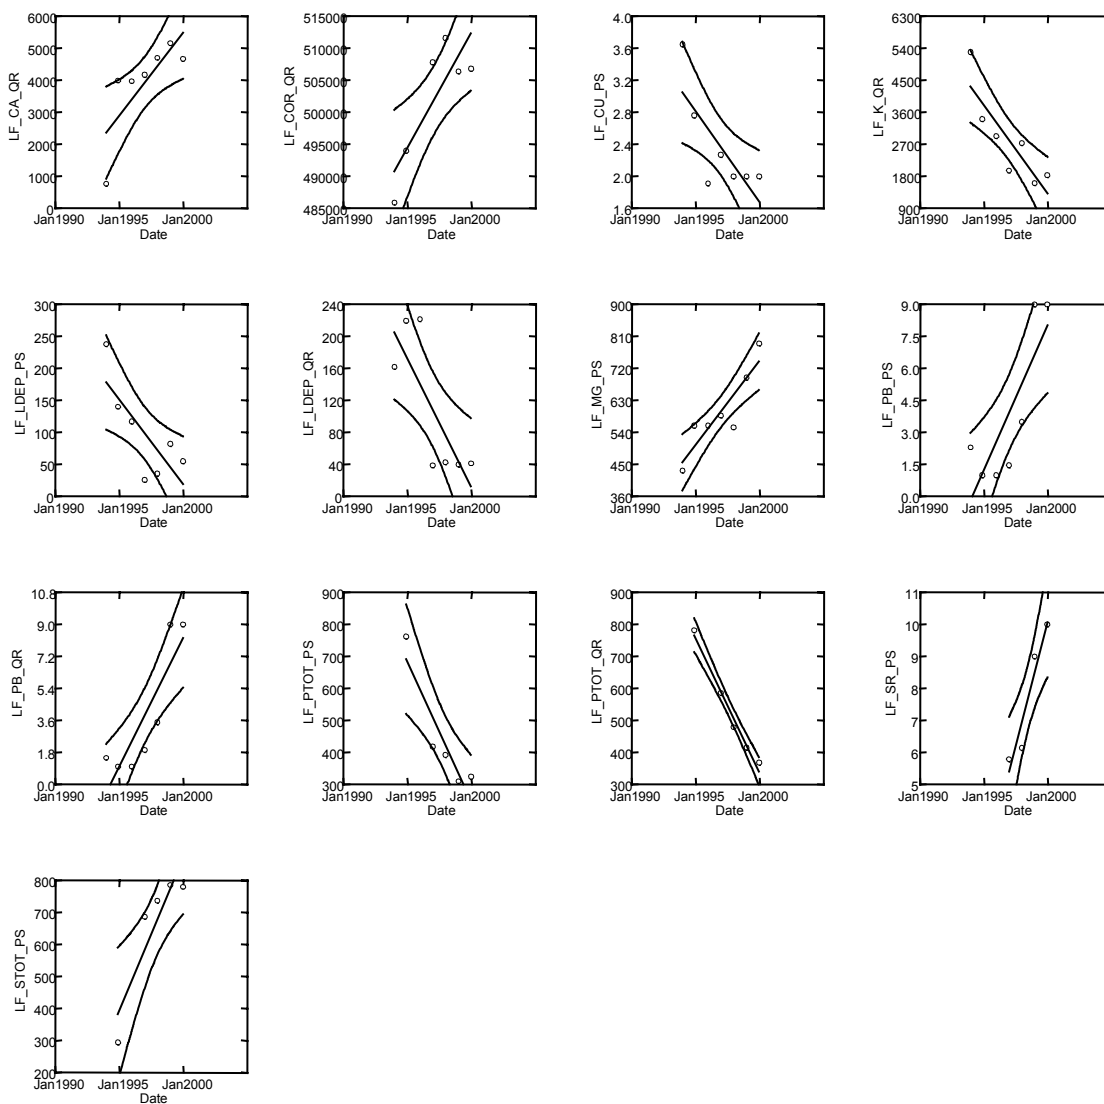 6000
5000
4000
3000
2000
1000
0
LF_CA_QR
Jan1990 Jan1995 Jan2000
Date
515000
510000
505000
500000
495000
490000
485000
LF_COR_QR
Jan1990 Jan1995 Jan2000
Date
4.0
3.6
3.2
2.8
2.4
2.0
1.6
LF_CU_PS
Jan1990 Jan1995 Jan2000
Date
6300
5400
4500
3600
2700
1800
900
LF_K_QR
Jan1990 Jan1995 Jan2000
Date
300
250
200
150
100
50
0
LF_LDEP_PS
Jan1990 Jan1995 Jan2000
Date
240
200
160
120
80
40
0
LF_LDEP_QR
Jan1990 Jan1995 Jan2000
Date
900
810
720
630
540
450
360
LF_MG_PS
Jan1990 Jan1995 Jan2000
Date
9.0
7.5
6.0
4.5
3.0
1.5
0.0
LF_PB_PS
Jan1990 Jan1995 Jan2000
Date
10.8
9.0
7.2
5.4
3.6
1.8
0.0
LF_PB_QR
Jan1990 Jan1995 Jan2000
Date
900
800
700
600
500
400
300
LF_PTOT_PS
Jan1990 Jan1995 Jan2000
Date
900
800
700
600
500
400
300
LF_PTOT_QR
Jan1990 Jan1995 Jan2000
Date
11
10
9
8
7
6
5
LF_SR_PS
Jan1990 Jan1995 Jan2000
Date
800
700
600
500
400
300
200
LF_STOT_PS
Jan1990 Jan1995 Jan2000
Date